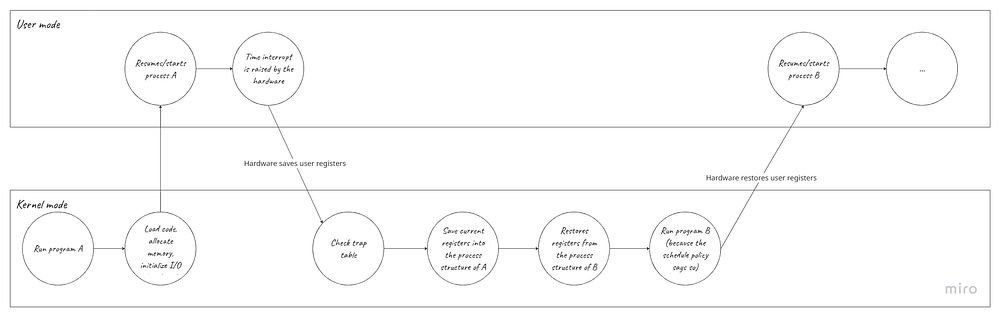 User mode
Resumes/starts
process A
Time interrupt
is raised by the
hardware
Resumes/starts
process B
...
Hardware saves user registers
Hardware restores user registers
Kernel mode
Run program A
Load code,
allocate
memory,
initialize I/O
Check trap
table
Save current
registers into
the process
structure of A
Restores
registers from
the process
structure of B
Run program B
(because the
schedule policy
says so)
miro